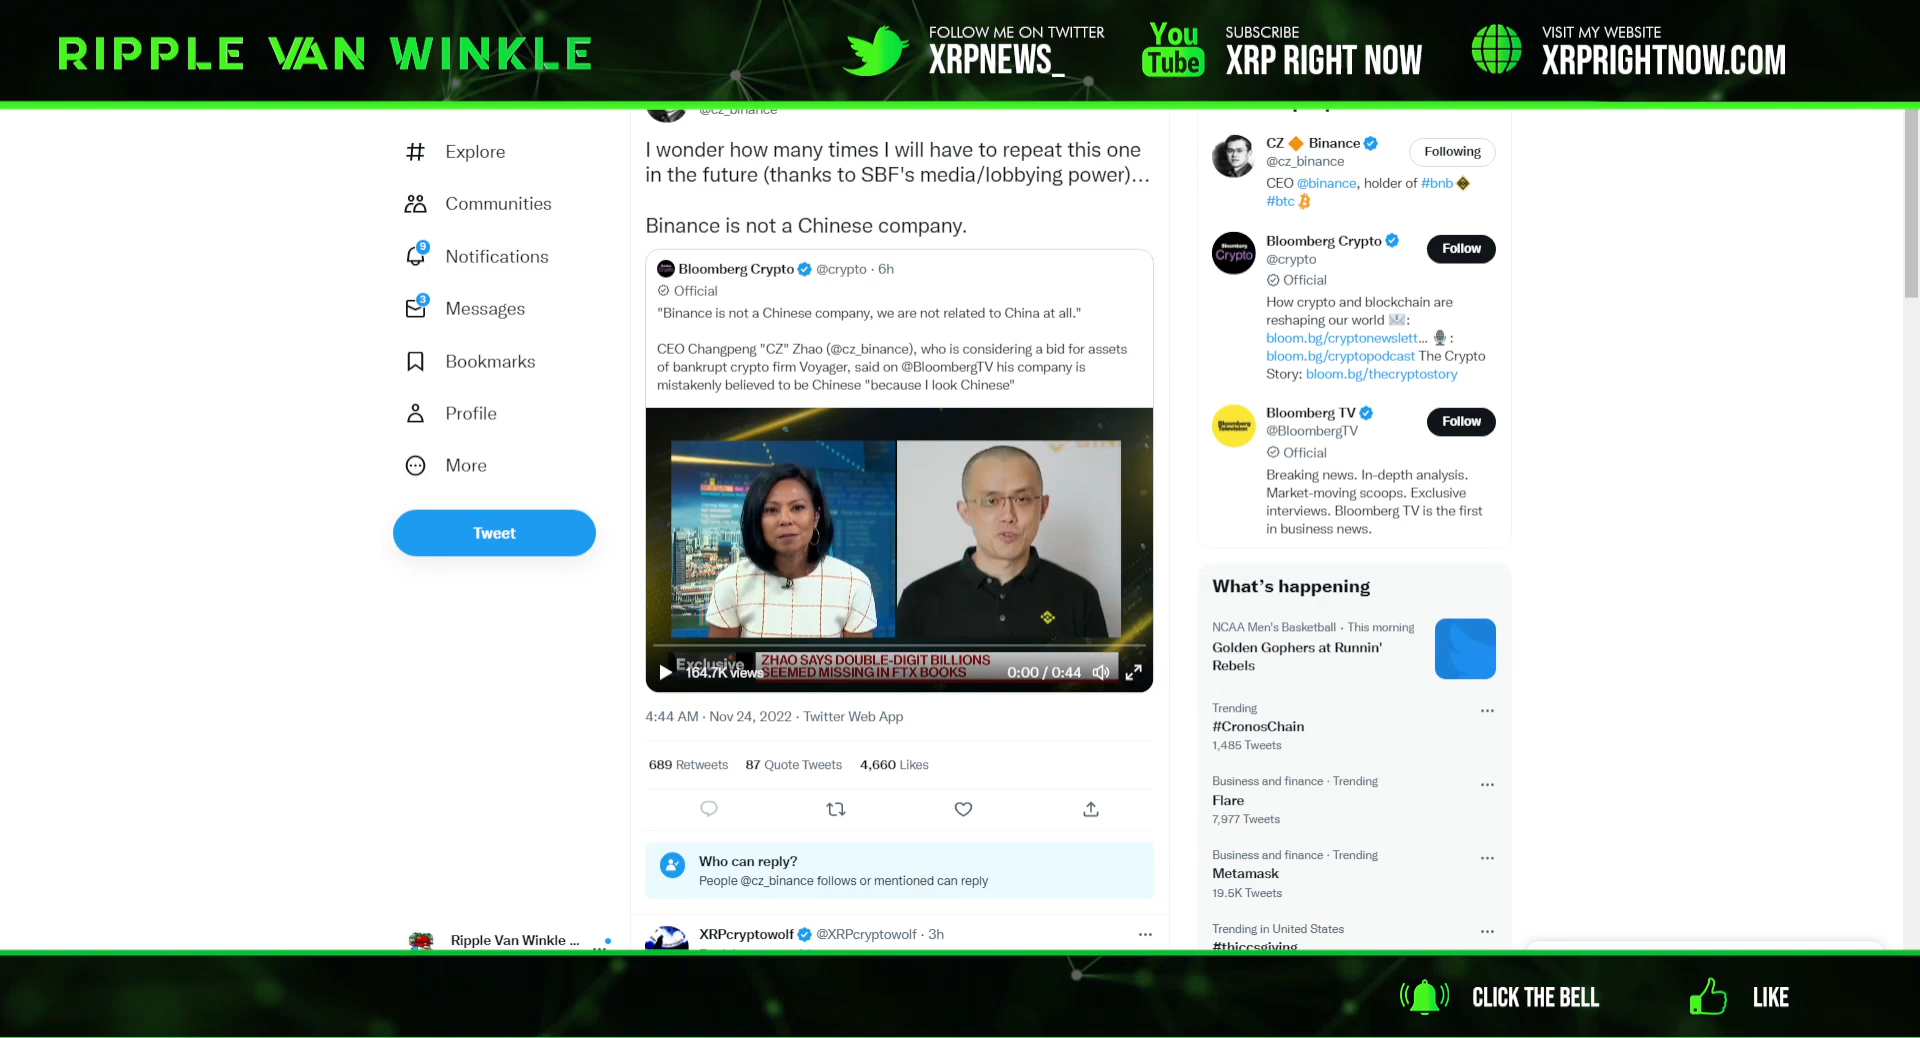 RIPPLE VAN WINKLE
FOLLOW ME ON TWITTER
XRPNEWS_
You
Tube
SUBSCRIBE
XRP RIGHT NOW
VISIT MY WEBSITE
XRPRIGHTNOW.COM
Explore
Communities
9
Notifications
3
Messages
Bookmarks
Profile
More
Tweet
Ripple Van Winkle ...
@cz_binance
I wonder how many times I will have to repeat this one
in the future (thanks to SBF's media/lobbying power)...
Binance is not a Chinese company.
Bloomberg Crypto @crypto · 6h
Official
"Binance is not a Chinese company, we are not related to China at all."
CEO Changpeng "CZ" Zhao (@cz_binance), who is considering a bid for assets
of bankrupt crypto firm Voyager, said on @BloombergTV his company is
mistakenly believed to be Chinese "because I look Chinese"
Exclusive
ZHAO SAYS DOUBLE-DIGIT BILLIONS
SEEMED MISSING IN FTX BOOKS
164.7K views
0:00 / 0:44
4:44 AM · Nov 24, 2022 · Twitter Web App
689 Retweets 87 Quote Tweets 4,660 Likes
Who can reply?
People @cz_binance follows or mentioned can reply
XRPcryptowolf @XRPcryptowolf · 3h
CZ Binance
Following
@cz_binance
CEO @binance, holder of #bnb
#btc
Crypto
Bloomberg Crypto
Follow
@crypto
Official
How crypto and blockchain are
reshaping our world :
bloom.bg/cryptonewslett... :
bloom.bg/cryptopodcast The Crypto
Story: bloom.bg/thecryptostory
Bloomberg TV
Follow
@BloombergTV
Official
Breaking news. In-depth analysis.
Market-moving scoops. Exclusive
interviews. Bloomberg TV is the first
in business news.
What's happening
NCAA Men's Basketball · This morning
Golden Gophers at Runnin'
Rebels
Trending
#CronosChain
1,485 Tweets
Business and finance · Trending
Flare
7,977 Tweets
Business and finance · Trending
Metamask
19.5K Tweets
Trending in United States
#thiccsgiving
CLICK THE BELL
LIKE